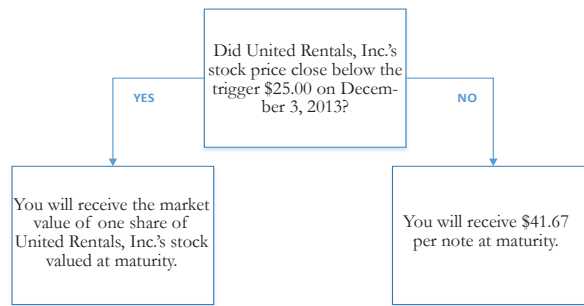 Did United Rentals, Inc.'s
stock price close below the
trigger $25.00 on Decem-
ber 3, 2013?
YES
NO
You will receive the market
value of one share of
United Rentals, Inc.'s stock
valued at maturity.
You will receive $41.67
per note at maturity.